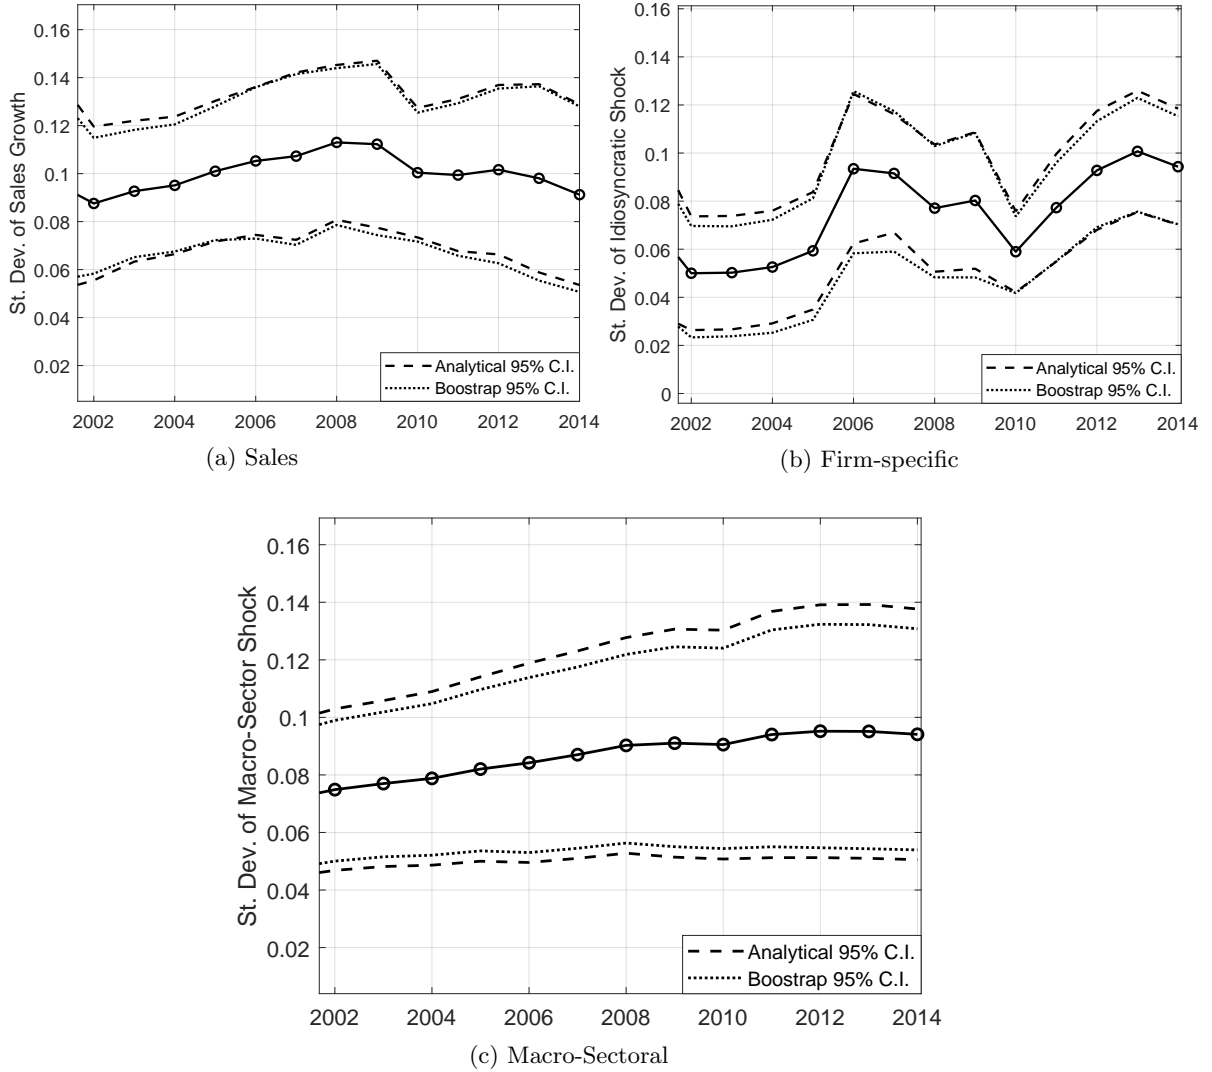 0.16
0.14
0.12
0.1
0.08
0.06
0.04
0.02
St. Dev. of Sales Growth
Analytical 95% C.I.
Boostrap 95% C.I.
2002 2004 2006 2008 2010 2012 2014
(a) Sales
0.16
0.14
0.12
0.1
0.08
0.06
0.04
0.02
0
St. Dev. of Idiosyncratic Shock
Analytical 95% C.I.
Boostrap 95% C.I.
2002 2004 2006 2008 2010 2012 2014
(b) Firm-specific
0.16
0.14
0.12
0.1
0.08
0.06
0.04
0.02
St. Dev. of Macro-Sector Shock
Analytical 95% C.I.
Boostrap 95% C.I.
2002 2004 2006 2008 2010 2012 2014
(c) Macro-Sectoral